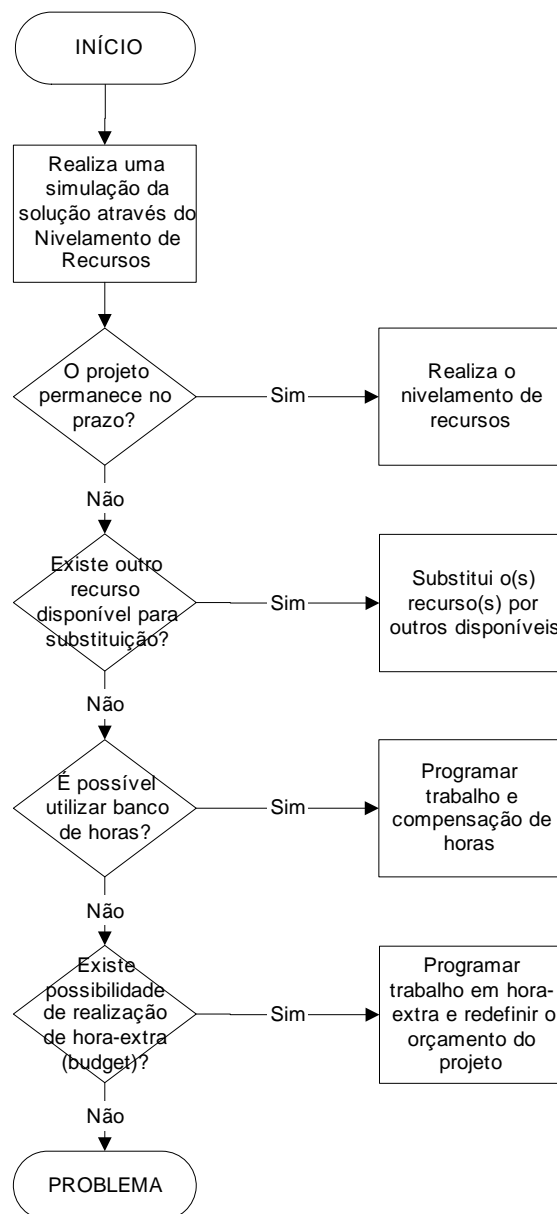 INÍCIO
Realiza uma
simulação da
solução através do
Nivelamento de
Recursos
O projeto
permanece no
prazo?
Sim
Realiza o
nivelamento de
recursos
Não
Existe outro
recurso
disponível para
substituição?
Sim
Substitui o(s)
recurso(s) por
outros disponíveis
Não
É possível
utilizar banco
de horas?
Sim
Programar
trabalho e
compensação de
horas
Não
Existe
possibilidade
de realização
de hora-extra
(budget)?
Sim
Programar
trabalho em hora-
extra e redefinir o
orçamento do
projeto
Não
PROBLEMA